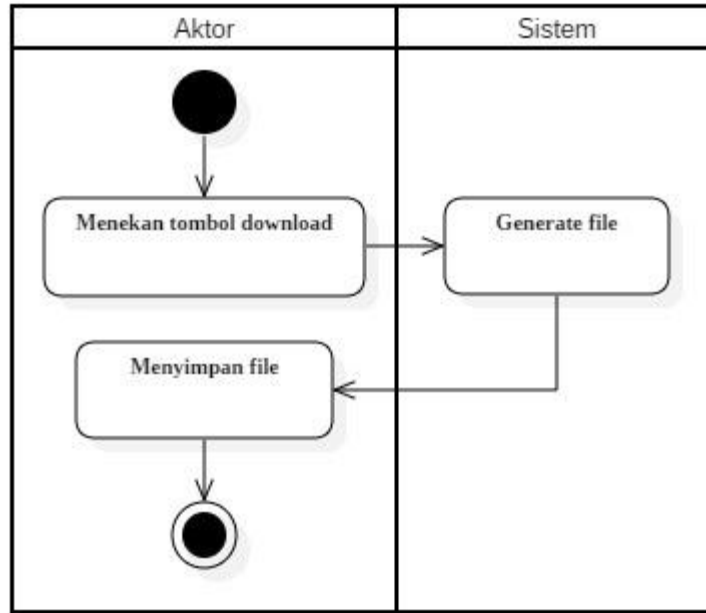 Aktor
Sistem
Menekan tombol download
Generate file
Menyimpan file